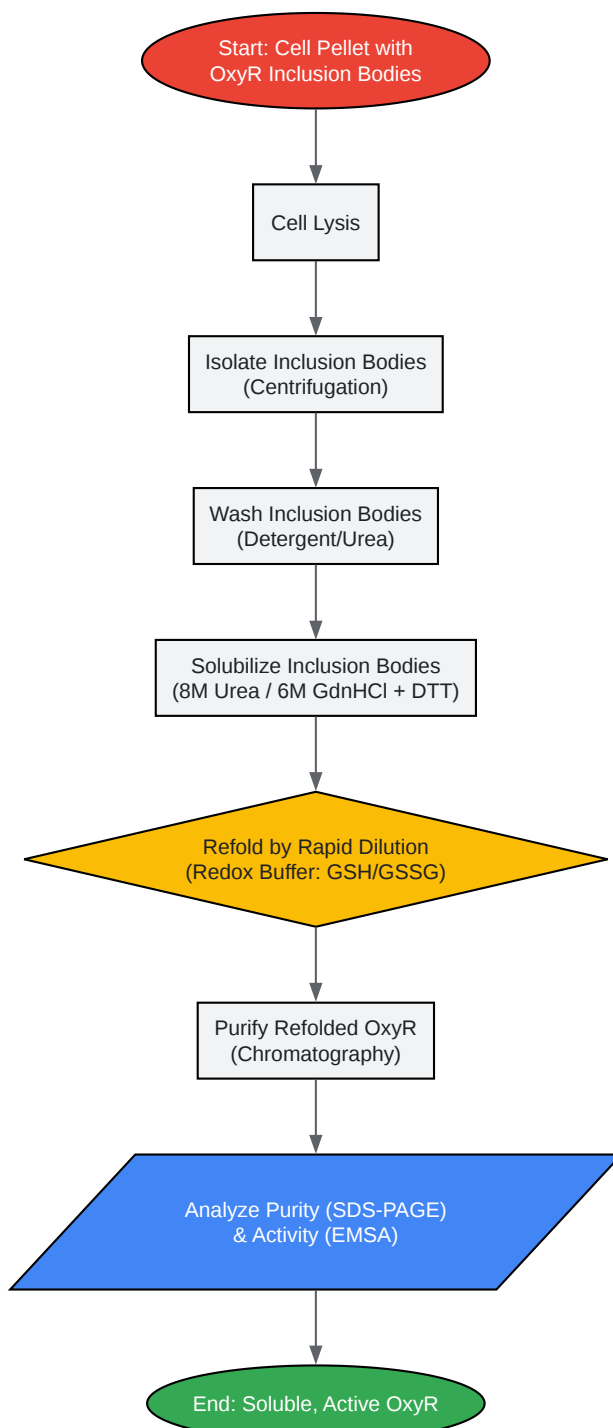 Start: Cell Pellet with
OxyR Inclusion Bodies
Cell Lysis
Isolate Inclusion Bodies
(Centrifugation)
Wash Inclusion Bodies
(Detergent/Urea)
Solubilize Inclusion Bodies
(8M Urea / 6M GdnHCl + DTT)
Refold by Rapid Dilution
(Redox Buffer: GSH/GSSG)
Purify Refolded OxyR
(Chromatography)
Analyze Purity (SDS-PAGE)
& Activity (EMSA)
End: Soluble, Active OxyR